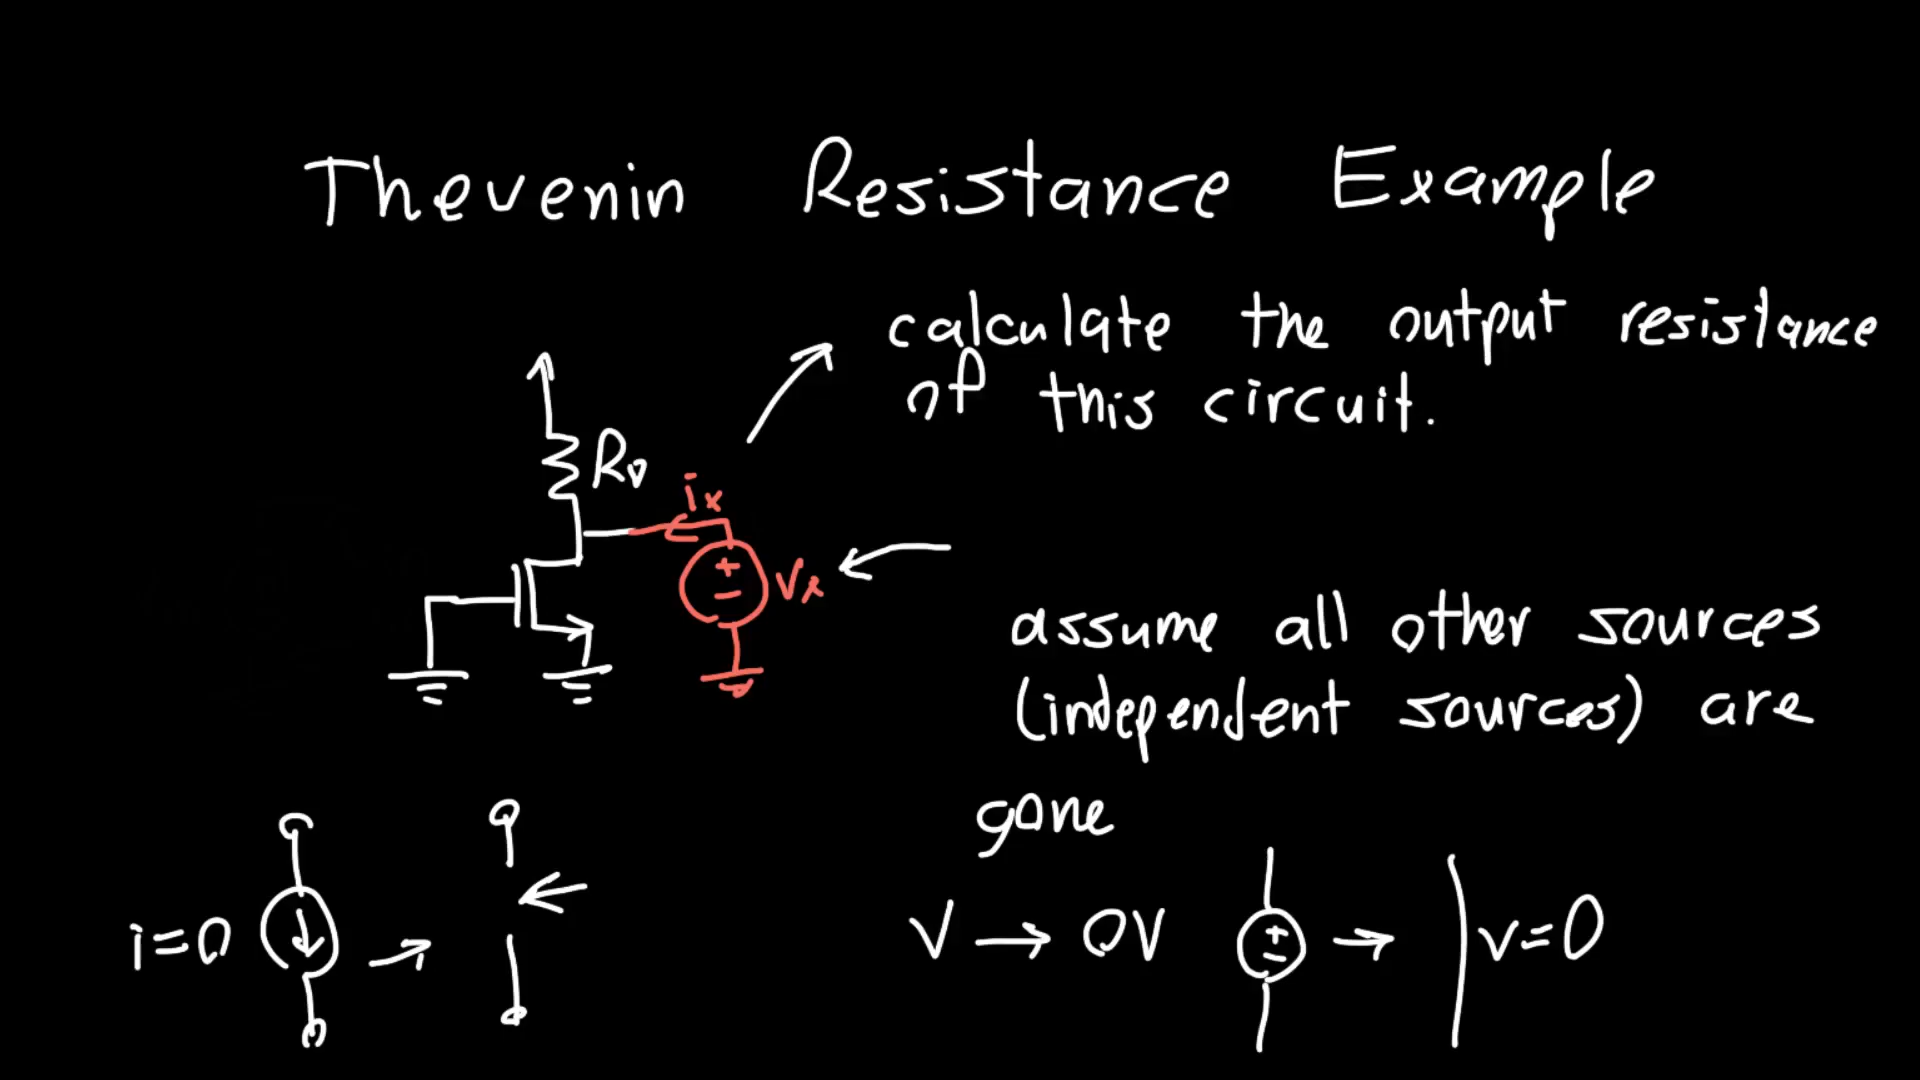 Thevenin Resistance Example
calculate the output resistance
of this circuit.
RD
ix
+
−
Vx
assume all other sources
(independent sources) are
gone
i=0
V → 0V
+
−
→
v=0